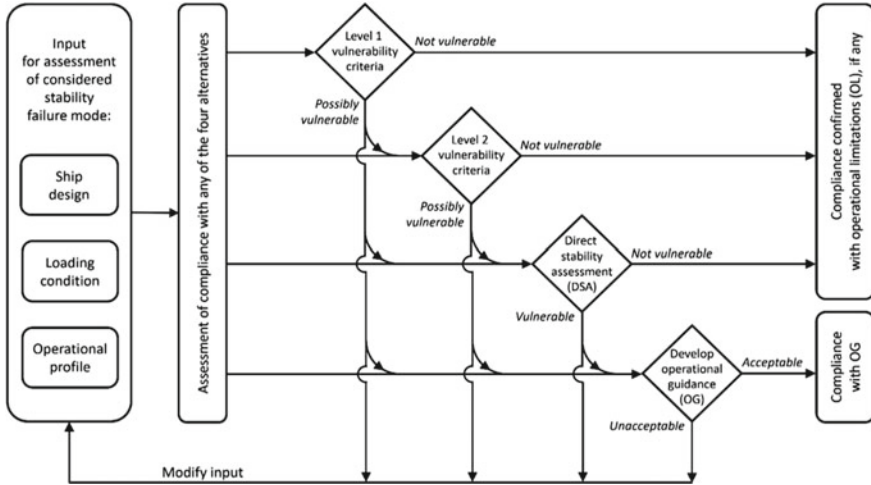 Input
for assessment
of considered
stability
failure mode:
Ship
design
Loading
condition
Operational
profile
Assessment of compliance with any of the four alternatives
Level 1
vulnerability
criteria
Not vulnerable
Possibly
vulnerable
Level 2
vulnerability
criteria
Not vulnerable
Possibly
vulnerable
Direct
stability
assessment
(DSA)
Not vulnerable
Vulnerable
Develop
operational
guidance
(OG)
Acceptable
Unacceptable
Compliance confirmed
with operational limitations (OL), if any
Compliance
with OG
Modify input